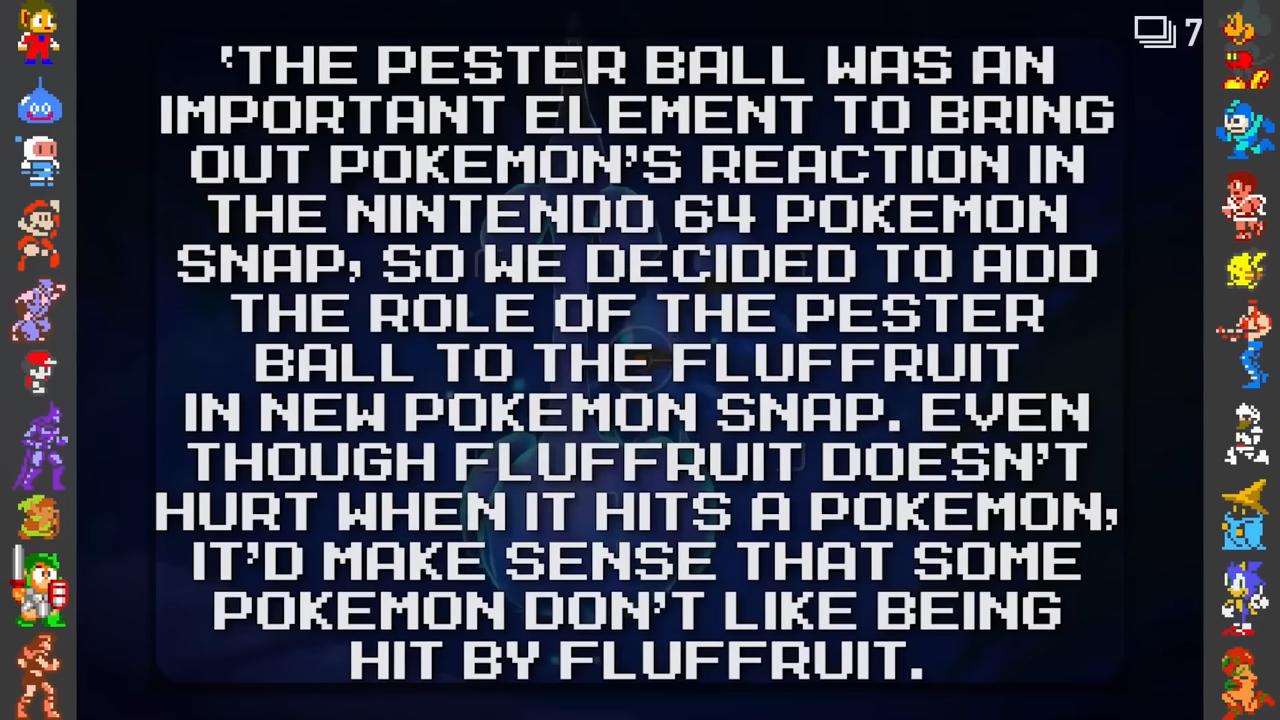 7
'THE PESTER BALL WAS AN
IMPORTANT ELEMENT TO BRING
OUT POKEMON'S REACTION IN
THE NINTENDO 64 POKEMON
SNAP, SO WE DECIDED TO ADD
THE ROLE OF THE PESTER
BALL TO THE FLUFFRUIT
IN NEW POKEMON SNAP. EVEN
THOUGH FLUFFRUIT DOESN'T
HURT WHEN IT HITS A POKEMON,
IT'D MAKE SENSE THAT SOME
POKEMON DON'T LIKE BEING
HIT BY FLUFFRUIT.